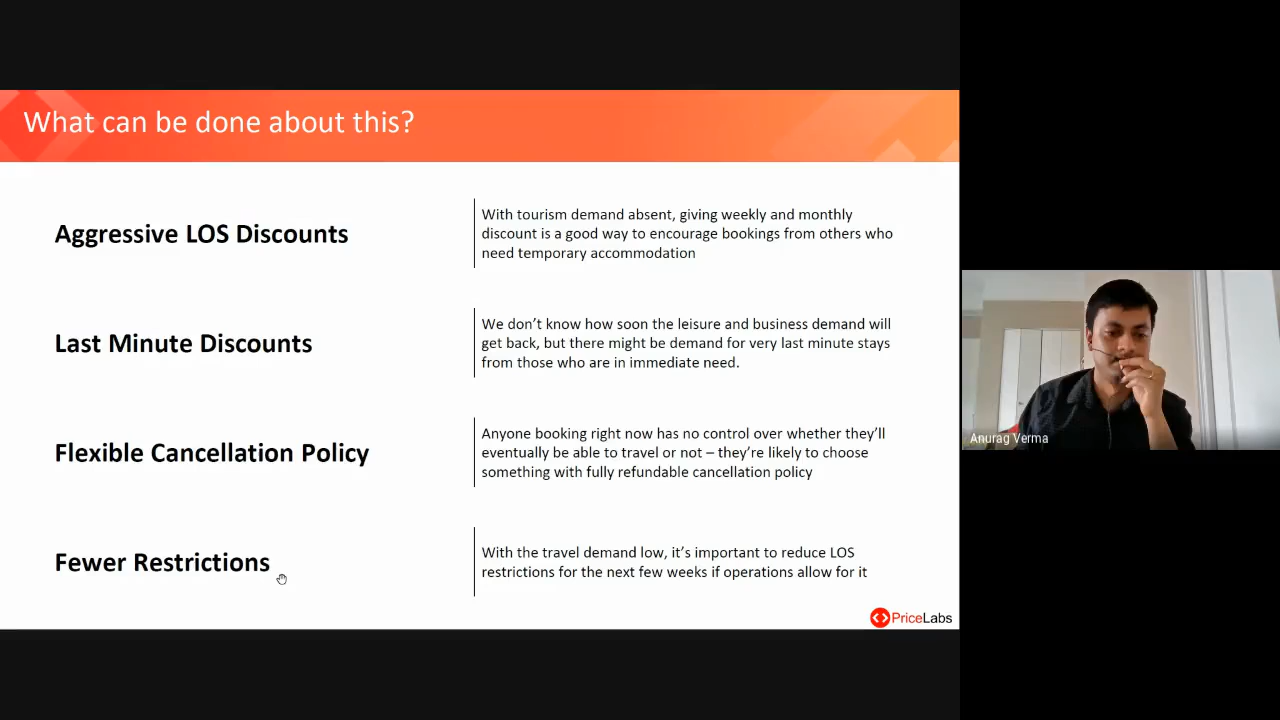 What can be done about this?
Aggressive LOS Discounts
With tourism demand absent, giving weekly and monthly
discount is a good way to encourage bookings from others who
need temporary accommodation
Last Minute Discounts
We don’t know how soon the leisure and business demand will
get back, but there might be demand for very last minute stays
from those who are in immediate need.
Flexible Cancellation Policy
Anyone booking right now has no control over whether they’ll
eventually be able to travel or not – they’re likely to choose
something with fully refundable cancellation policy
Fewer Restrictions
With the travel demand low, it’s important to reduce LOS
restrictions for the next few weeks if operations allow for it
PriceLabs
Anurag Verma